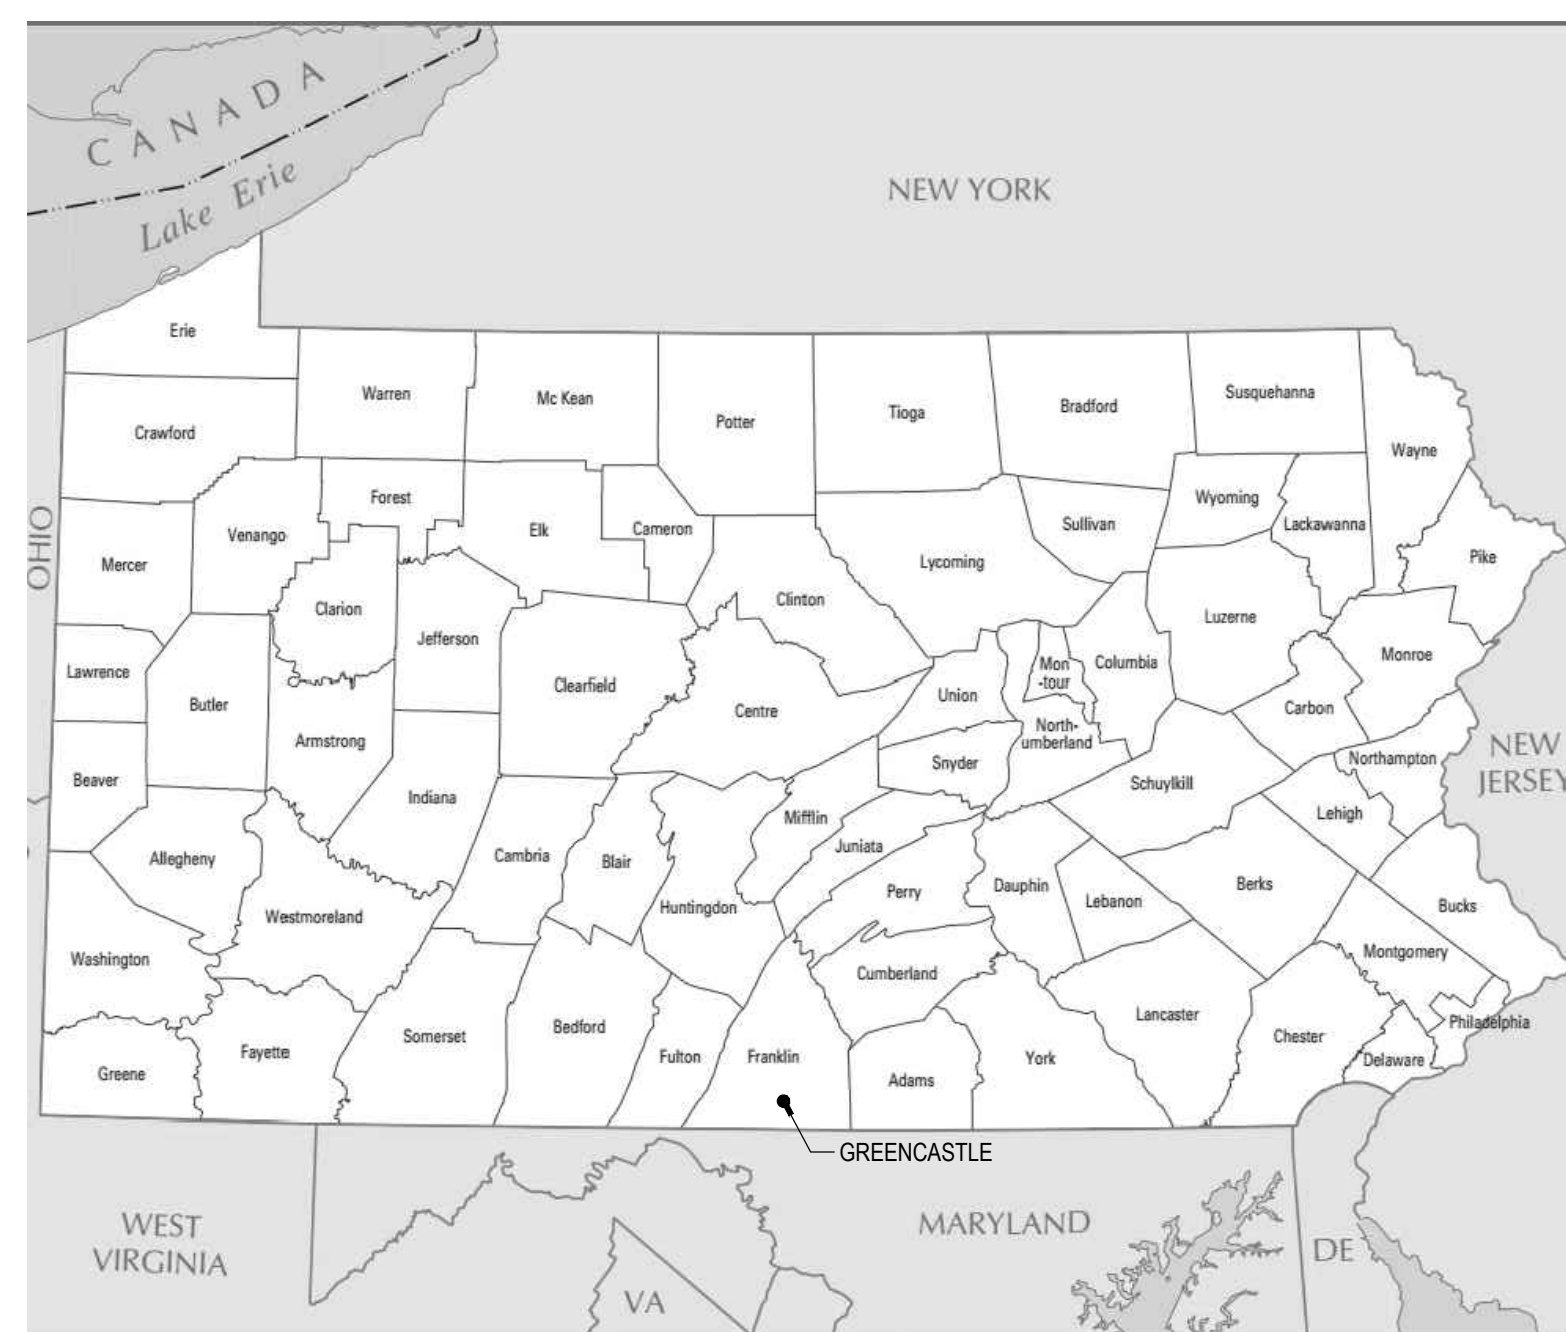 CANADA
Lake Erie
NEW YORK
Erie
Warren
Mc Kean
Potter
Tioga
Bradford
Susquehanna
Wayne
Crawford
Forest
Venango
Elk
Cameron
Sullivan
Wyoming
Lackawanna
Pike
OHIO
Mercer
Lycoming
Clarion
Clinton
Luzerne
Jefferson
Monroe
Lawrence
Mon
-tour
Columbia
Clearfield
Union
Butler
Centre
Carbon
North-
umberland
Armstrong
NEW
JERSEY
Northampton
Snyder
Beaver
Schuylkill
Indiana
Lehigh
Mifflin
Juniata
Allegheny
Cambria
Blair
Berks
Dauphin
Perry
Lebanon
Huntingdon
Bucks
Westmoreland
Washington
Montgomery
Cumberland
Lancaster
Philadelphia
Bedford
Somerset
Chester
Fayette
Fulton
Franklin
York
Delaware
Greene
Adams
GREENCASTLE
WEST
VIRGINIA
MARYLAND
DE
VA